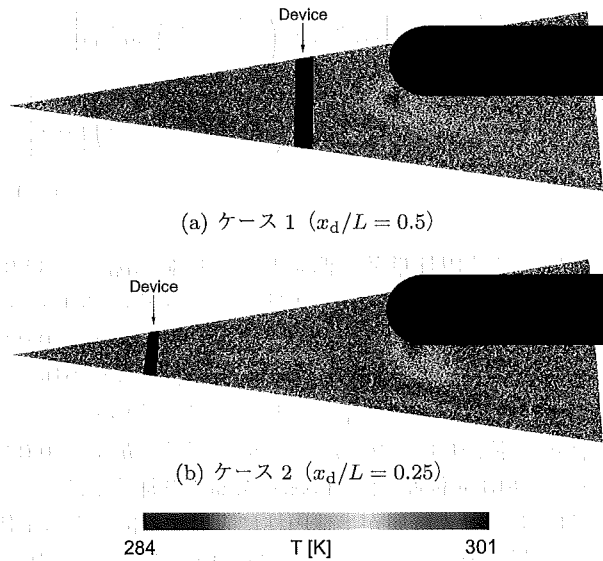 Device
(a) ケース 1 (x_d/L = 0.5)
Device
(b) ケース 2 (x_d/L = 0.25)
284 T [K] 301